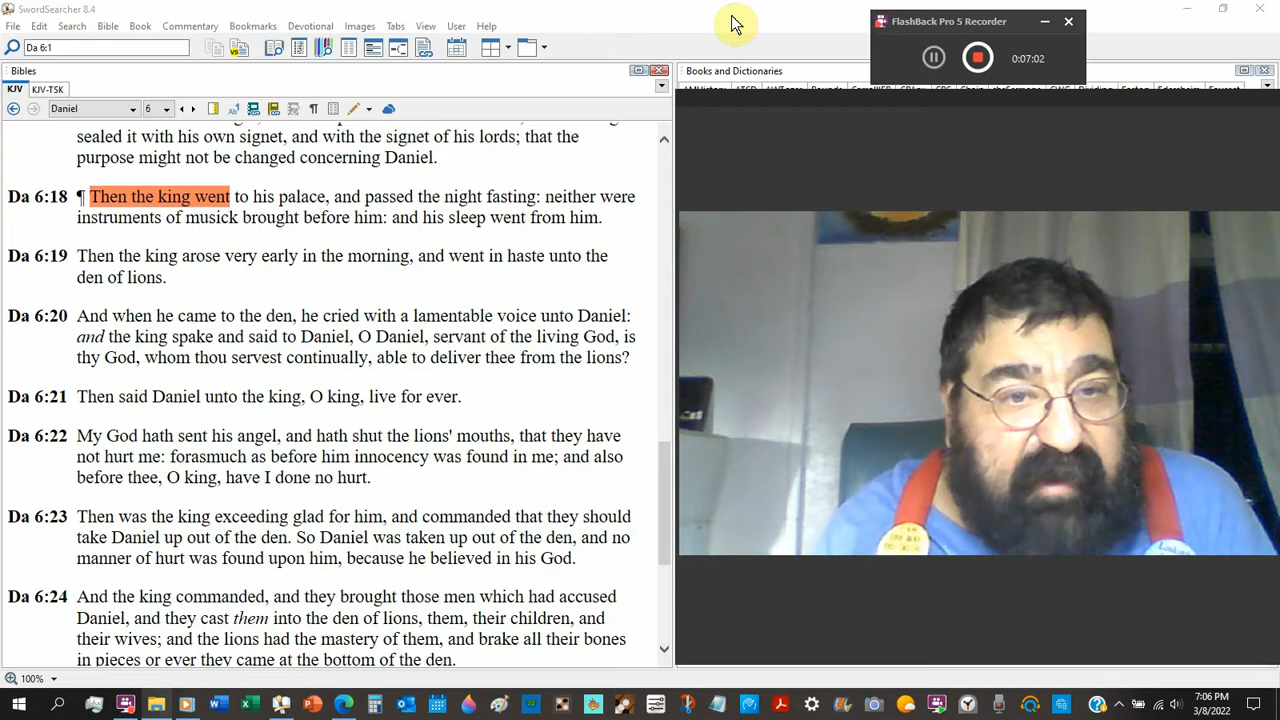 SwordSearcher 8.4
File Edit Search Bible Book Commentary Bookmarks Devotional Images Tabs View User Help
Da 6:1
Bibles
KJV KJV-TSK
Daniel 6
sealed it with his own signet, and with the signet of his lords; that the
purpose might not be changed concerning Daniel.
Da 6:18 ¶ Then the king went to his palace, and passed the night fasting: neither were
instruments of musick brought before him: and his sleep went from him.
Da 6:19 Then the king arose very early in the morning, and went in haste unto the
den of lions.
Da 6:20 And when he came to the den, he cried with a lamentable voice unto Daniel:
and the king spake and said to Daniel, O Daniel, servant of the living God, is
thy God, whom thou servest continually, able to deliver thee from the lions?
Da 6:21 Then said Daniel unto the king, O king, live for ever.
Da 6:22 My God hath sent his angel, and hath shut the lions' mouths, that they have
not hurt me: forasmuch as before him innocency was found in me; and also
before thee, O king, have I done no hurt.
Da 6:23 Then was the king exceeding glad for him, and commanded that they should
take Daniel up out of the den. So Daniel was taken up out of the den, and no
manner of hurt was found upon him, because he believed in his God.
Da 6:24 And the king commanded, and they brought those men which had accused
Daniel, and they cast them into the den of lions, them, their children, and
their wives; and the lions had the mastery of them, and brake all their bones
in pieces or ever they came at the bottom of the den.
100%
FlashBack Pro 5 Recorder
0:07:02
Books and Dictionaries
7:06 PM
3/8/2022